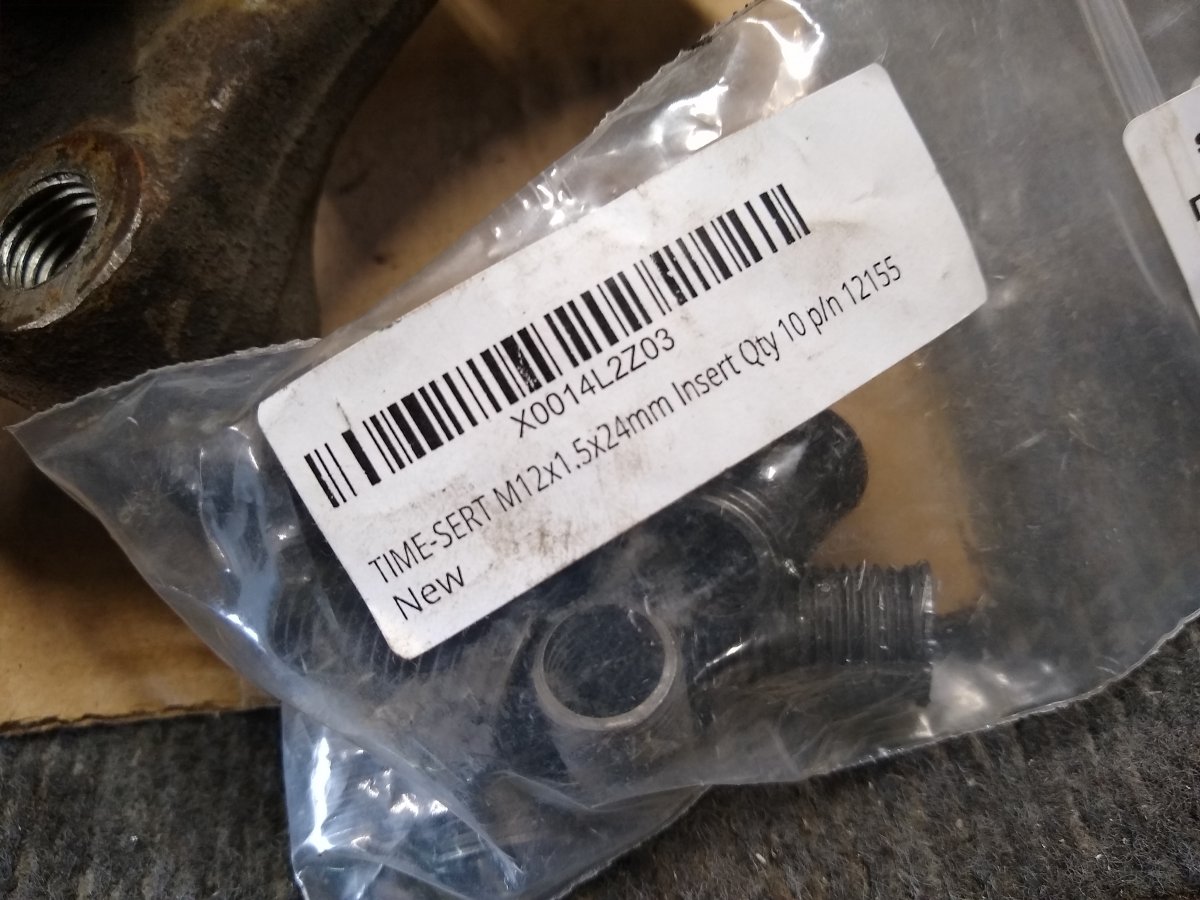 X0014L2Z03
TIME-SERT M12x1.5x24mm Insert Qty 10 p/n 12155
New